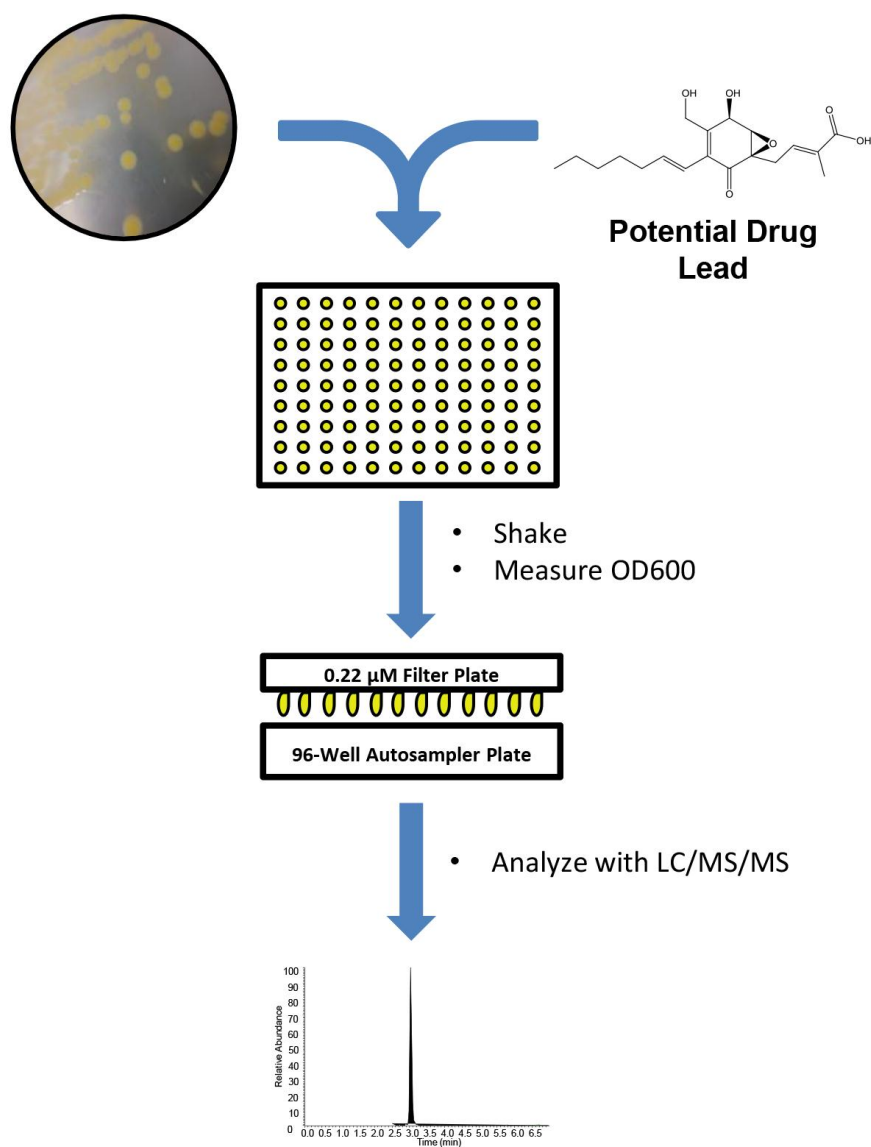 OH
OH
O
OH
O
O
Potential Drug
Lead
• Shake
• Measure OD600
0.22 µM Filter Plate
96-Well Autosampler Plate
• Analyze with LC/MS/MS
Relative Abundance
100
90
80
70
60
50
40
30
20
10
0
0.0 0.5 1.0 1.5 2.0 2.5 3.0 3.5 4.0 4.5 5.0 5.5 6.0 6.5
Time (min)